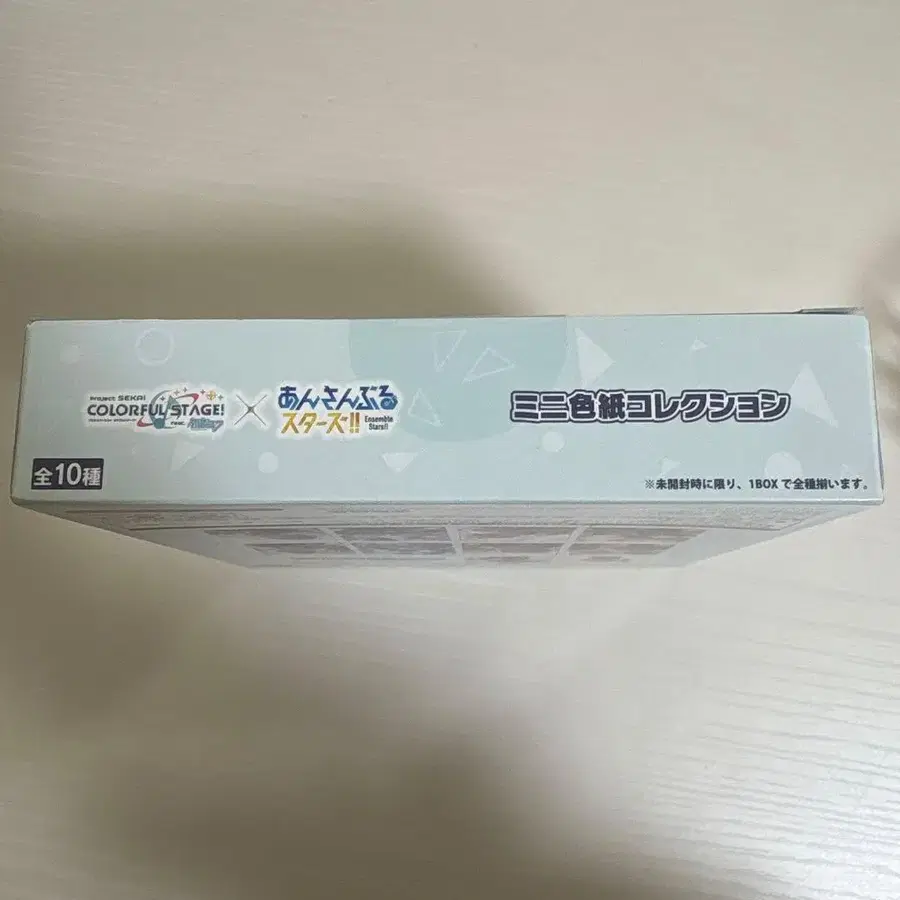 Project SEKAI
COLORFUL STAGE!
feat. 初音ミク
×
あんさんぶる
スターズ!!
Ensemble
Stars!!
ミニ色紙コレクション
全10種
※未開封時に限り、1BOXで全種揃います。